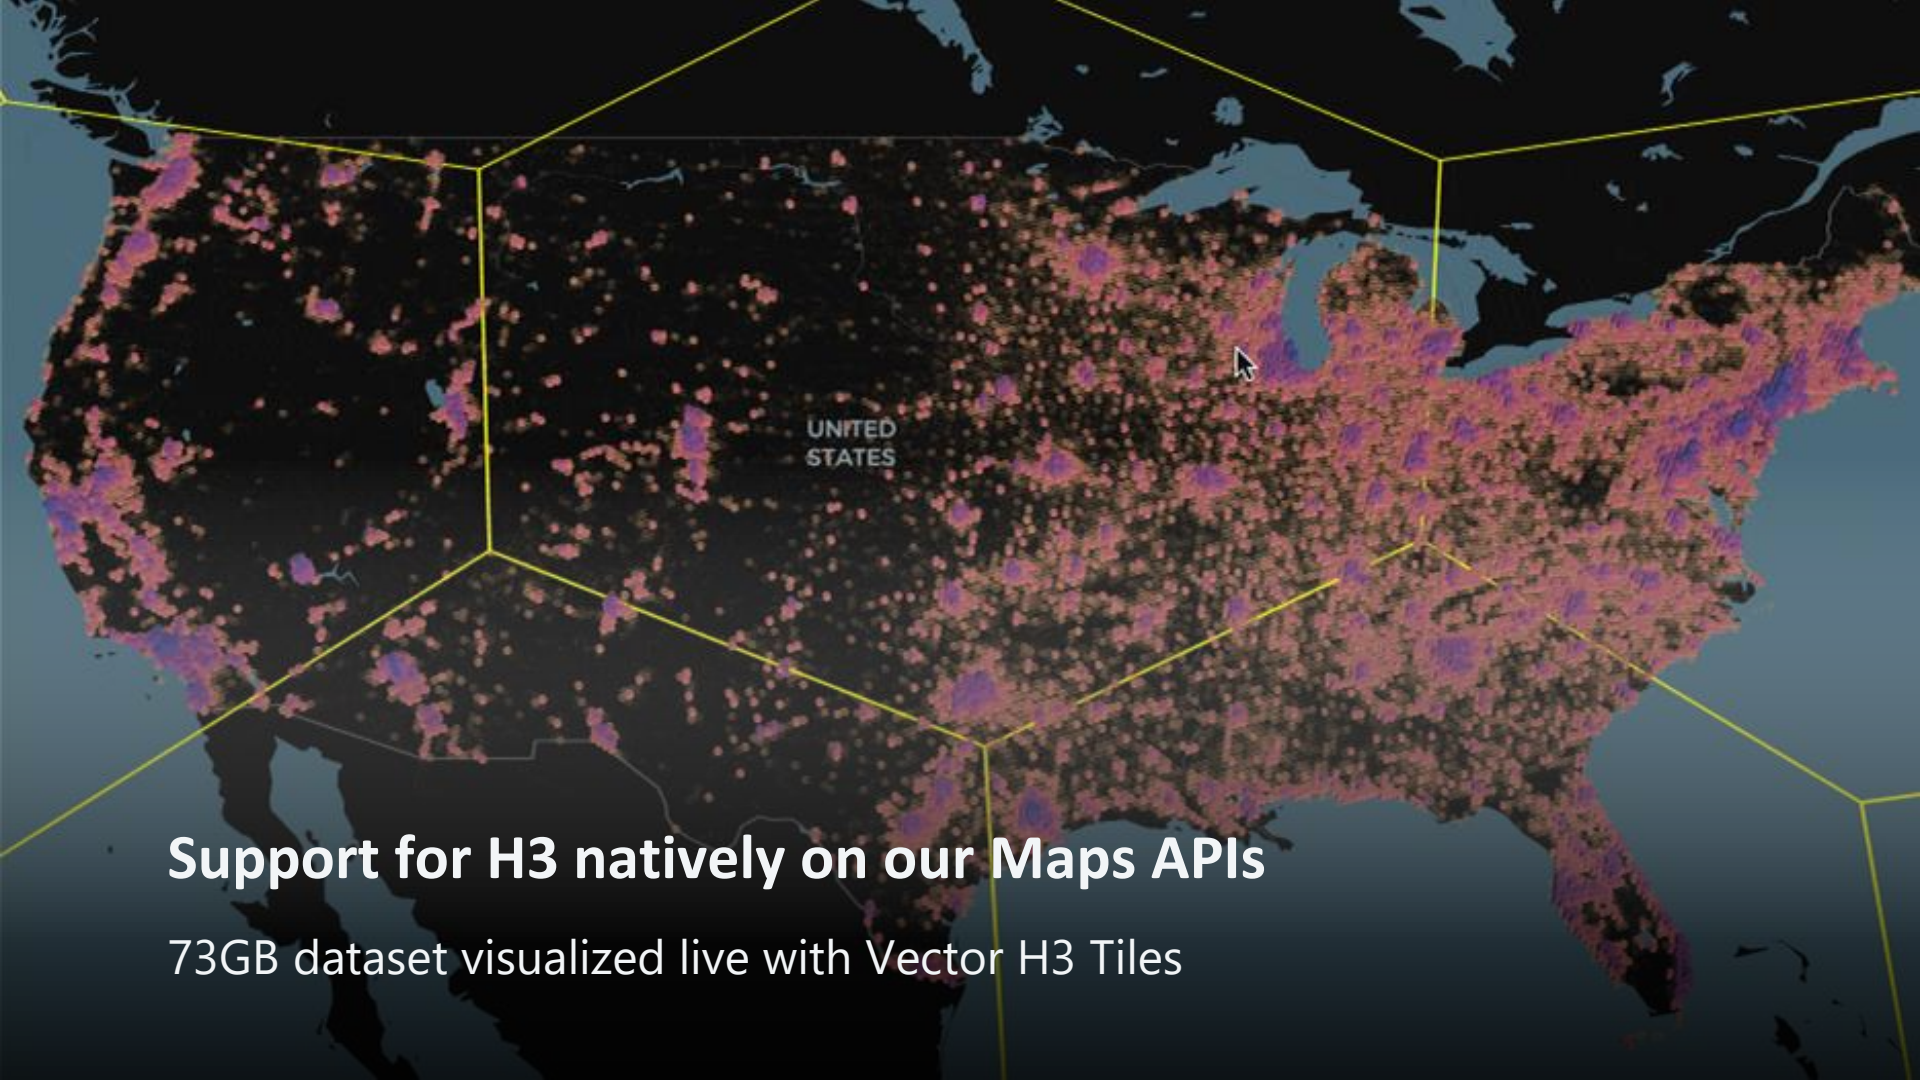 UNITED
STATES
Support for H3 natively on our Maps APIs
73GB dataset visualized live with Vector H3 Tiles